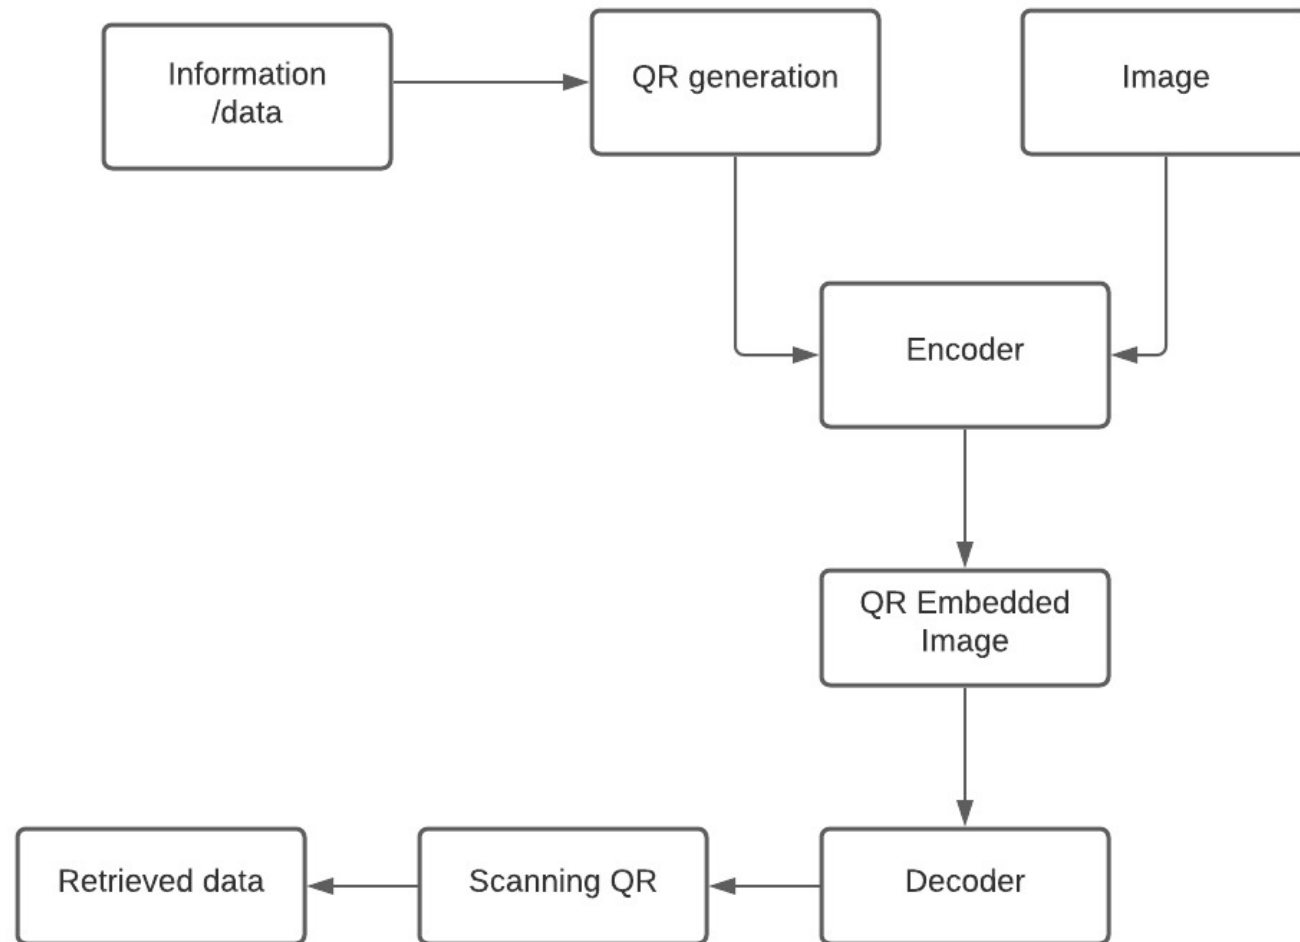 Information
/data
QR generation
Image
Encoder
QR Embedded
Image
Retrieved data
Scanning QR
Decoder